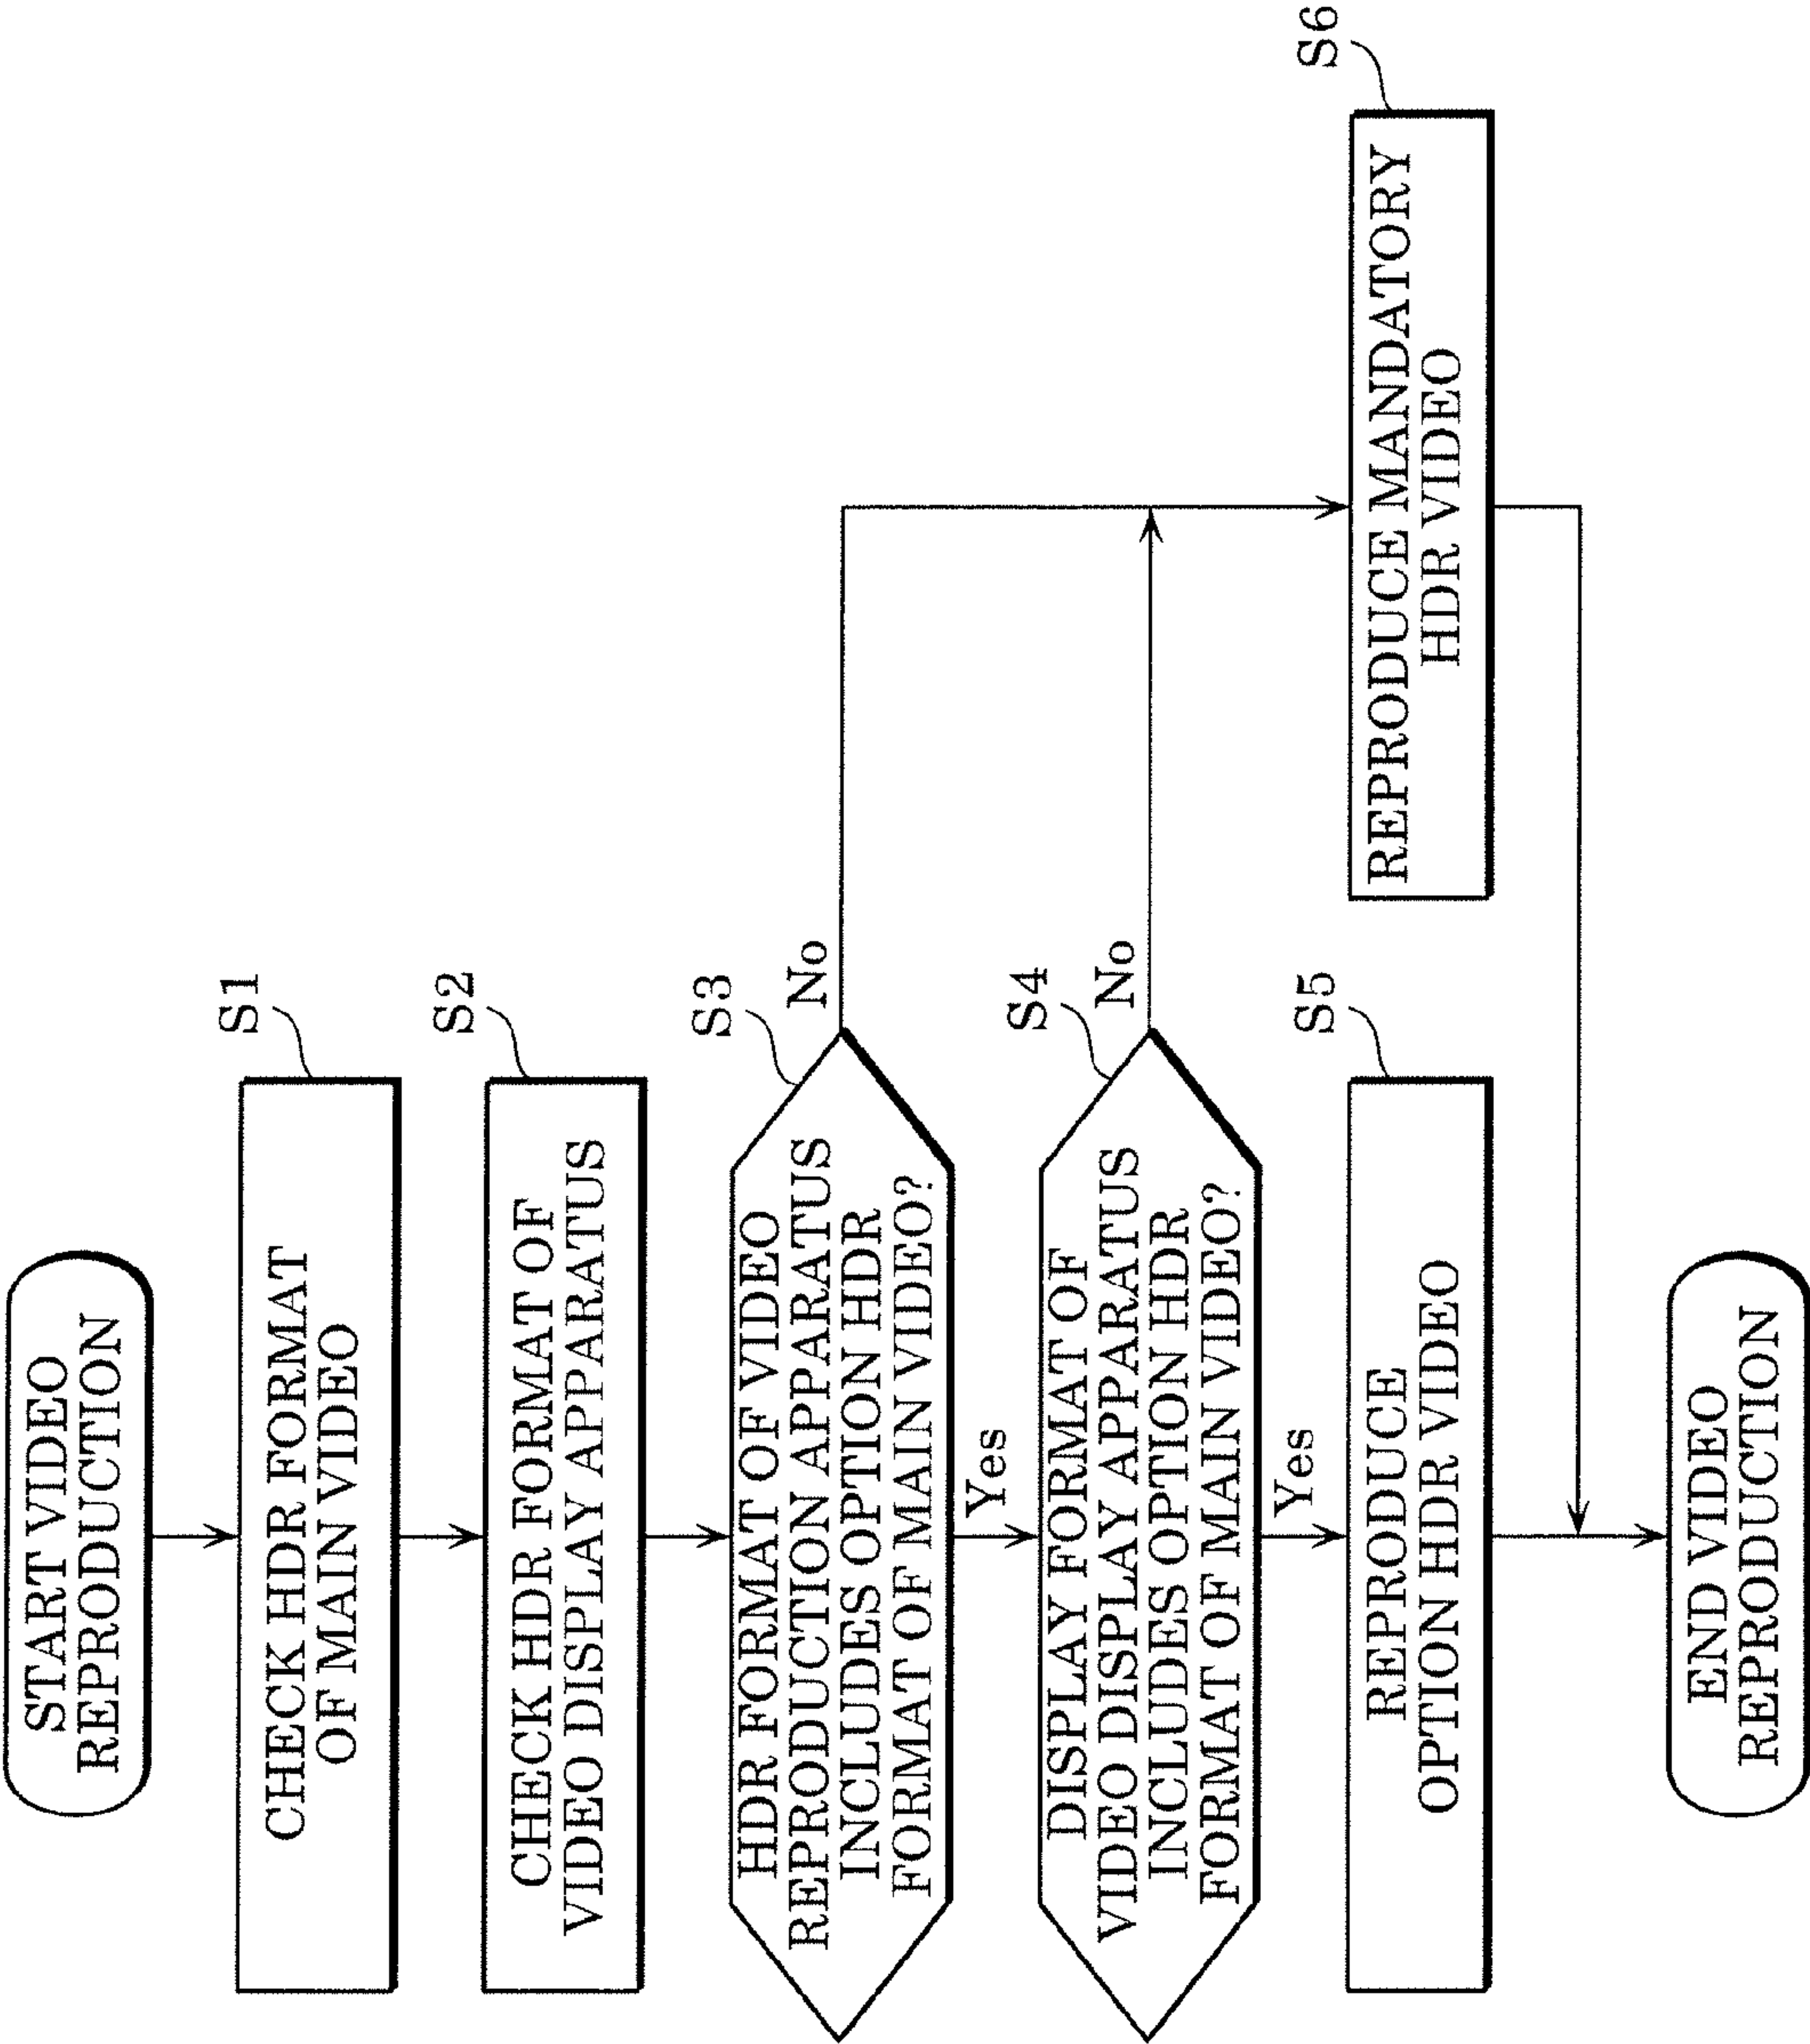 START VIDEO
REPRODUCTION
S1
CHECK HDR FORMAT
OF MAIN VIDEO
S2
CHECK HDR FORMAT OF
VIDEO DISPLAY APPARATUS
S3
HDR FORMAT OF VIDEO
REPRODUCTION APPARATUS
INCLUDES OPTION HDR
FORMAT OF MAIN VIDEO?
No
Yes
S4
DISPLAY FORMAT OF
VIDEO DISPLAY APPARATUS
INCLUDES OPTION HDR
FORMAT OF MAIN VIDEO?
No
Yes
S5
REPRODUCE
OPTION HDR VIDEO
S6
REPRODUCE MANDATORY
HDR VIDEO
END VIDEO
REPRODUCTION